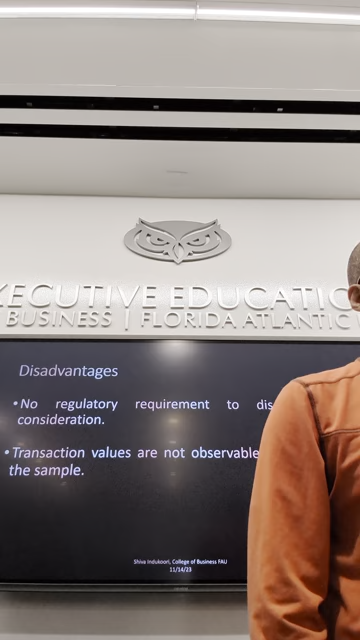 EXECUTIVE EDUCATIO
BUSINESS | FLORIDA ATLANTIC
Disadvantages
•No regulatory requirement to dis
consideration.
•Transaction values are not observable
the sample.
Shiva Indukoori, College of Business FAU
11/14/23